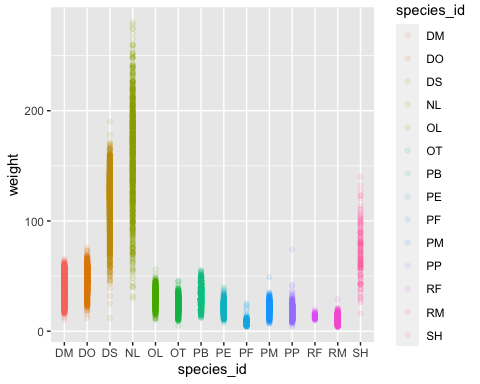 species_id
DM
DO
DS
NL
OL
OT
PB
PE
PF
PM
PP
RF
RM
SH
weight
200
100
0
DM DO DS NL OL OT PB PE PF PM PP RF RM SH
species_id